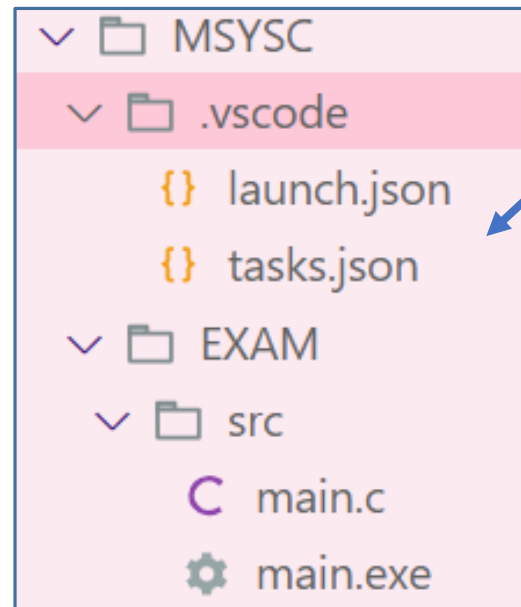 MSYSC
.vscode
{} launch.json
{} tasks.json
EXAM
src
C main.c
main.exe